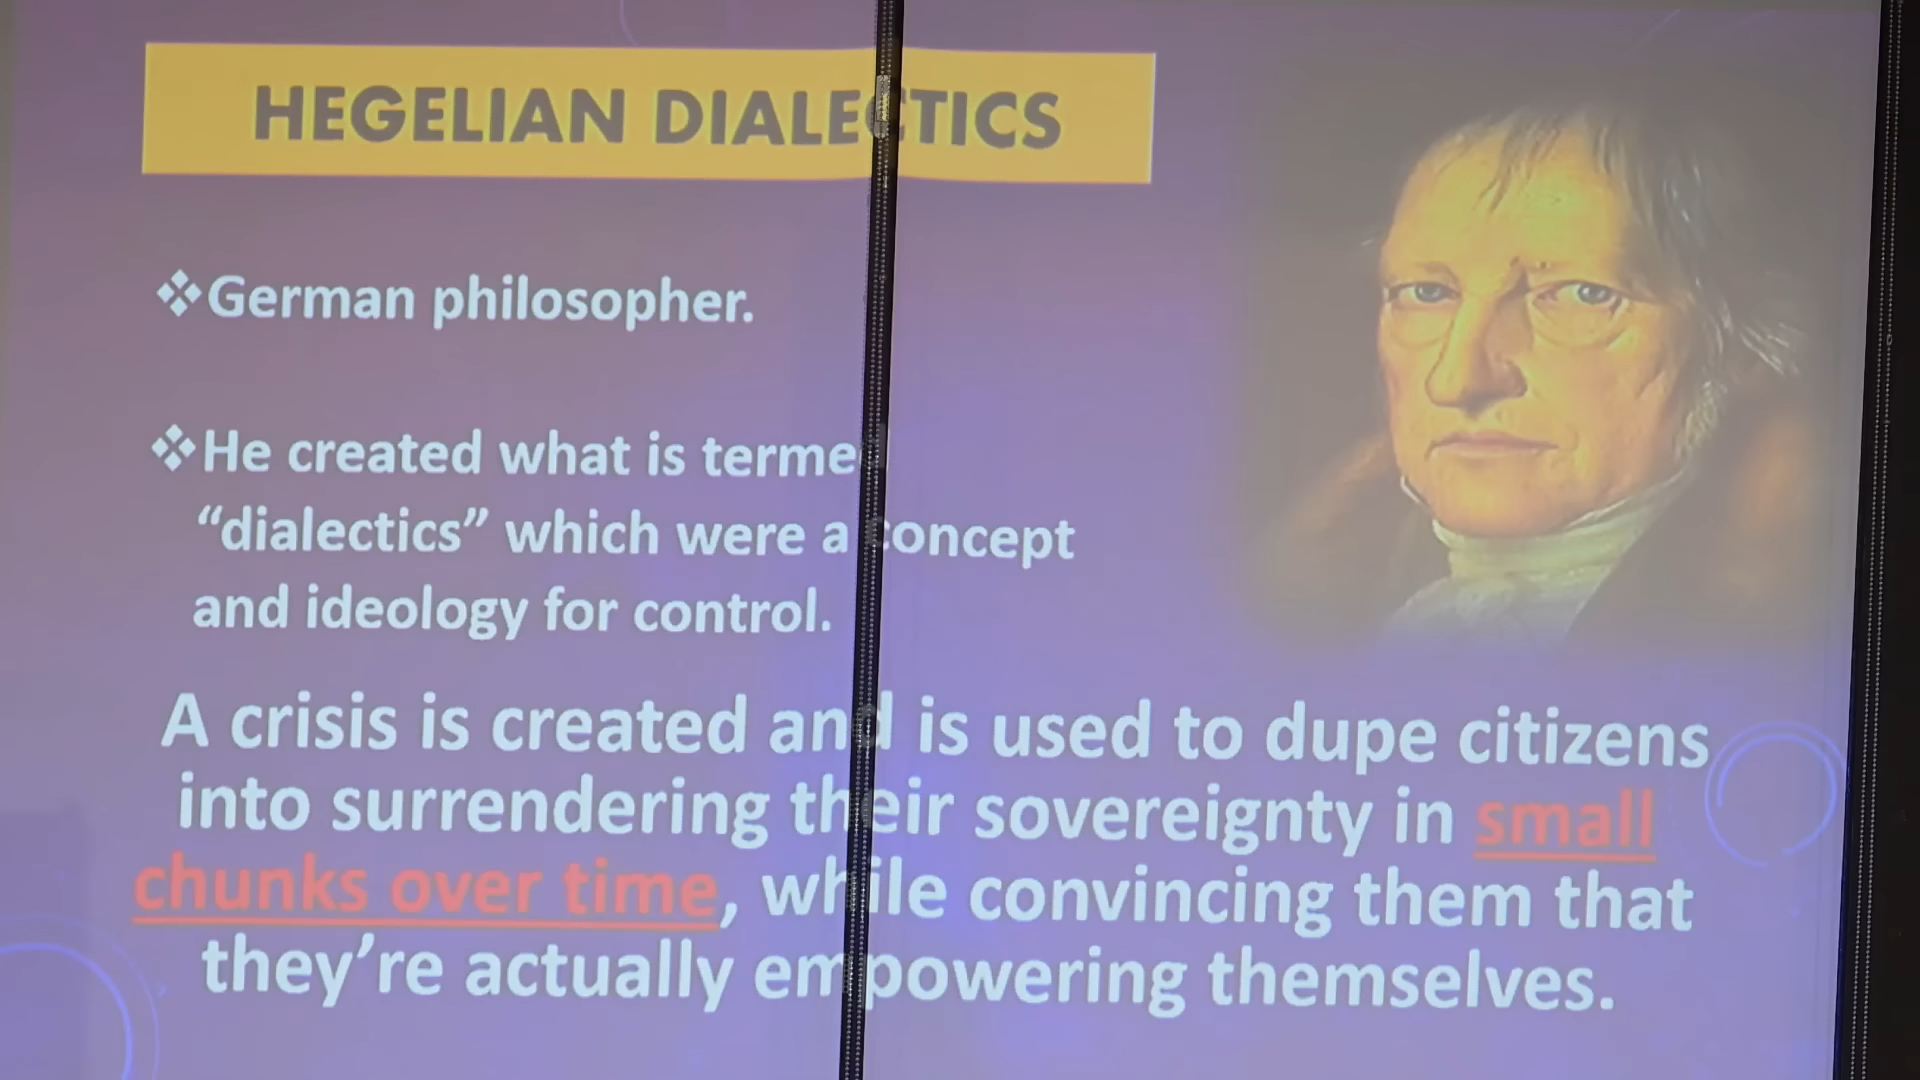 HEGELIAN DIALECTICS
❖German philosopher.
❖He created what is terme
“dialectics” which were a concept
and ideology for control.
A crisis is created and is used to dupe citizens
into surrendering their sovereignty in small
chunks over time, while convincing them that
they’re actually empowering themselves.